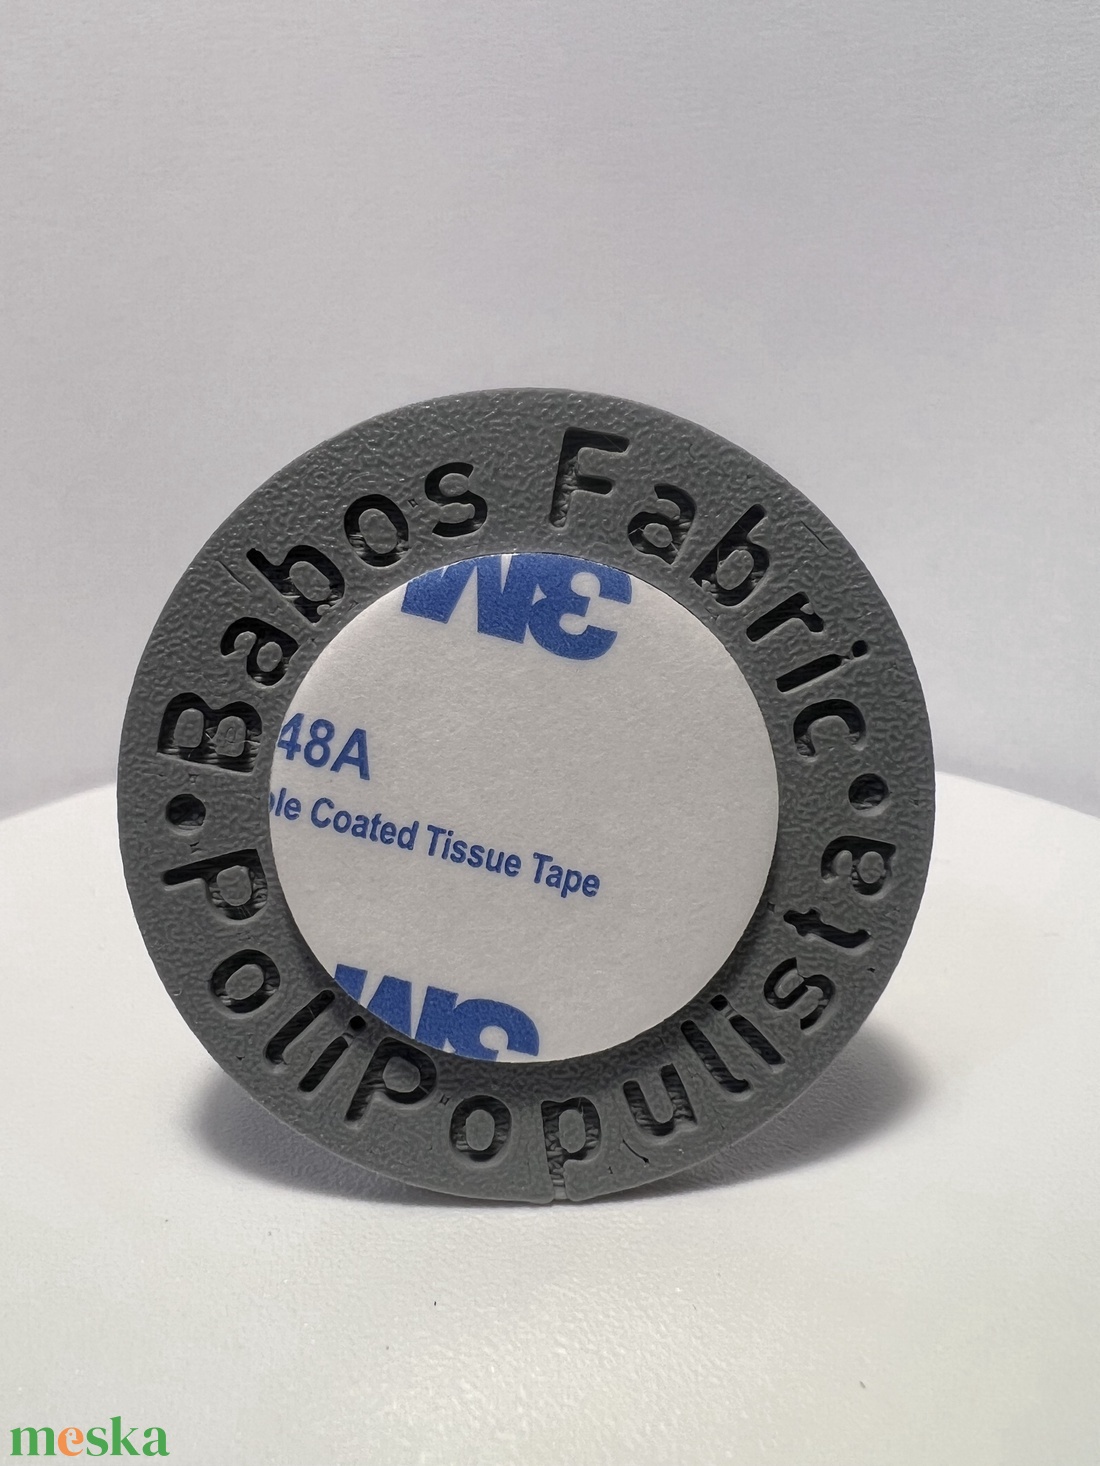 • Babos Fabric •
poliPopulista
3M
48A
ble Coated Tissue Tape
3M
meska